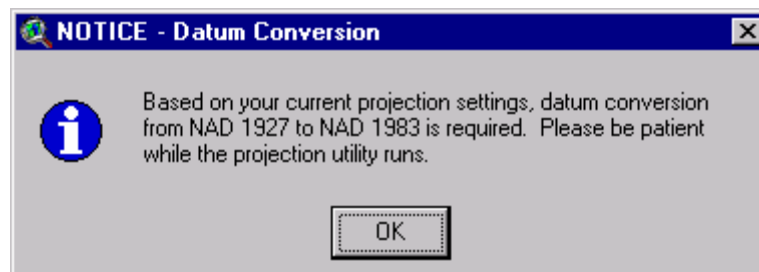 NOTICE - Datum Conversion
Based on your current projection settings, datum conversion
from NAD 1927 to NAD 1983 is required.  Please be patient
while the projection utility runs.
OK